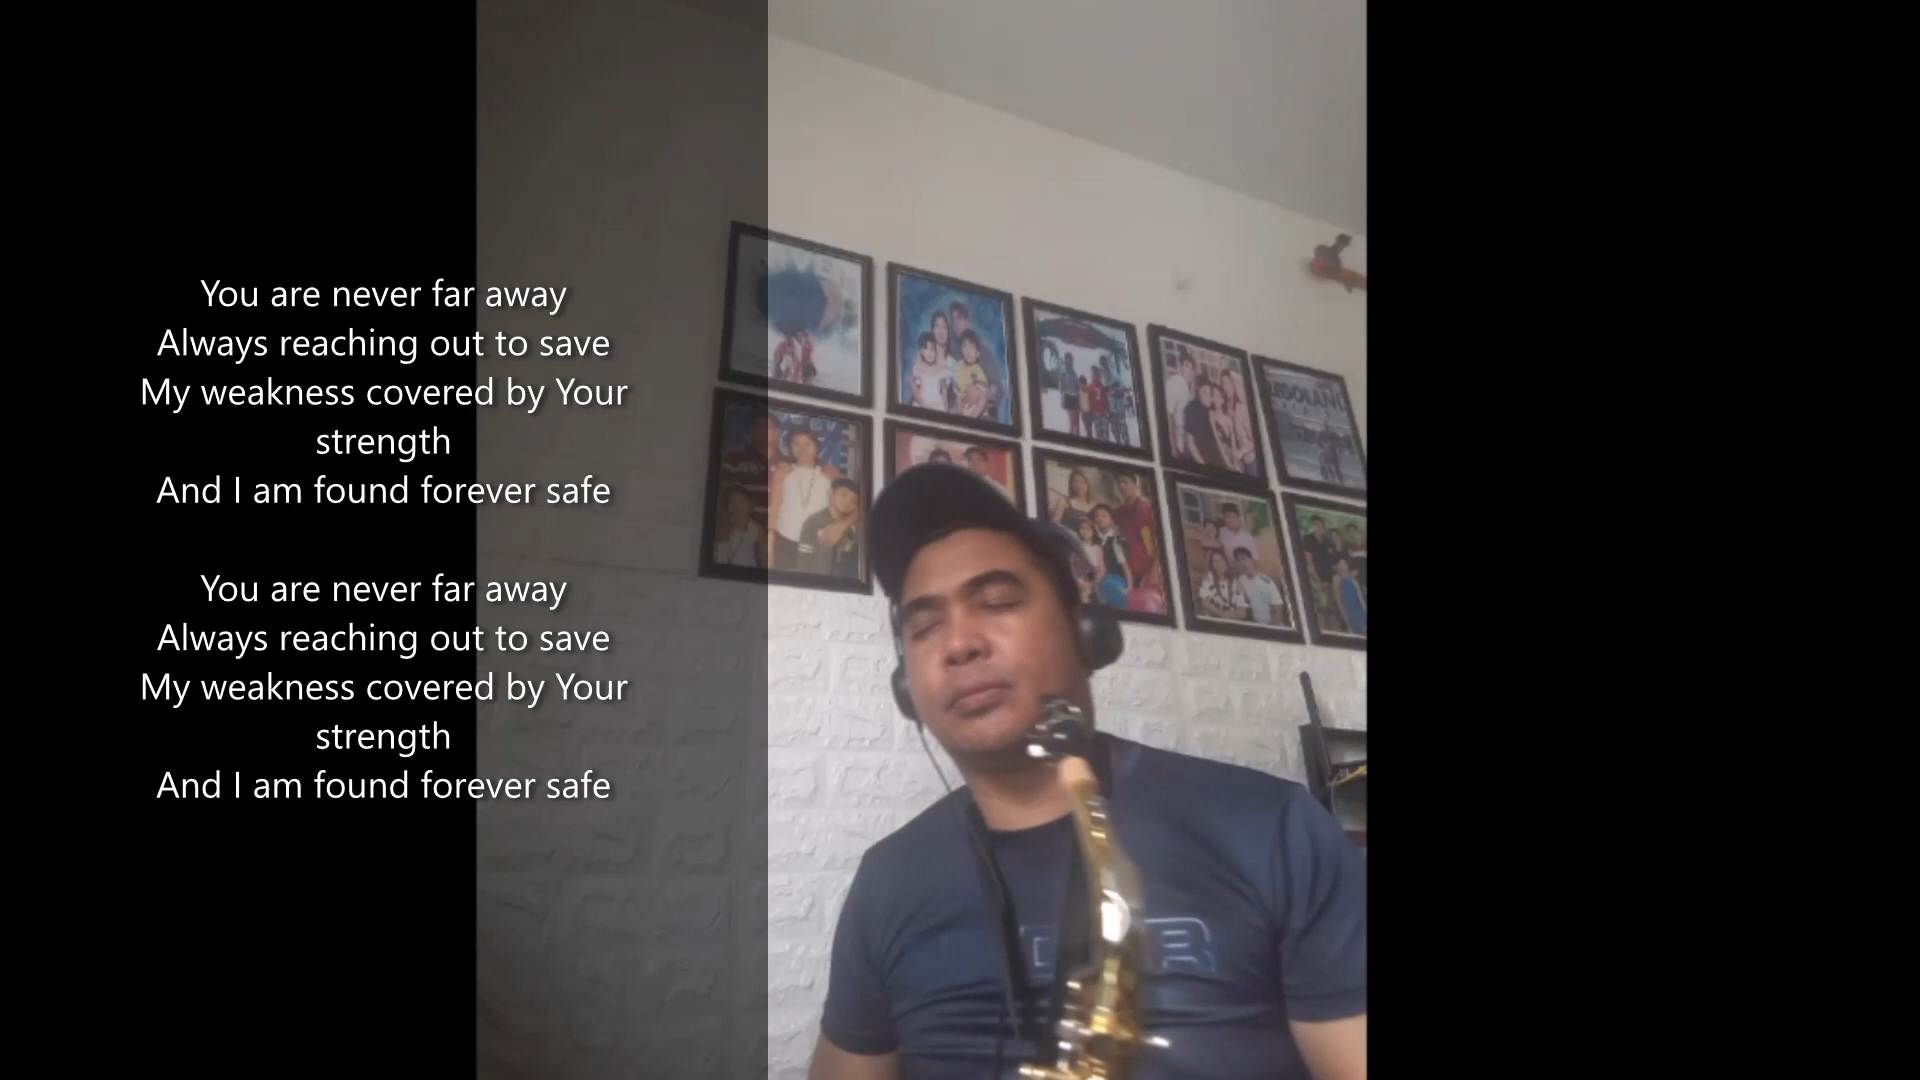 You are never far away
Always reaching out to save
My weakness covered by Your
strength
And I am found forever safe
You are never far away
Always reaching out to save
My weakness covered by Your
strength
And I am found forever safe